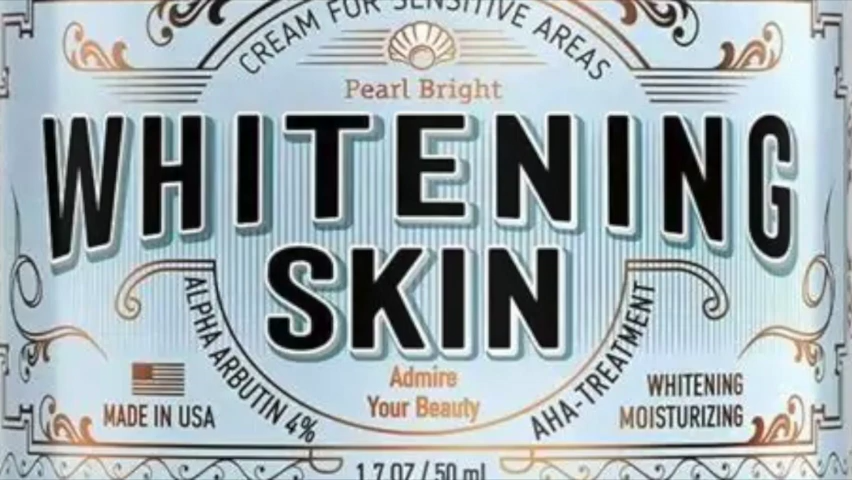 CREAM FOR SENSITIVE AREAS
Pearl Bright
WHITENING
SKIN
ALPHA ARBUTIN 4%
AHA-TREATMENT
Admire
Your Beauty
MADE IN USA
WHITENING
MOISTURIZING
1.7 OZ / 50 ml